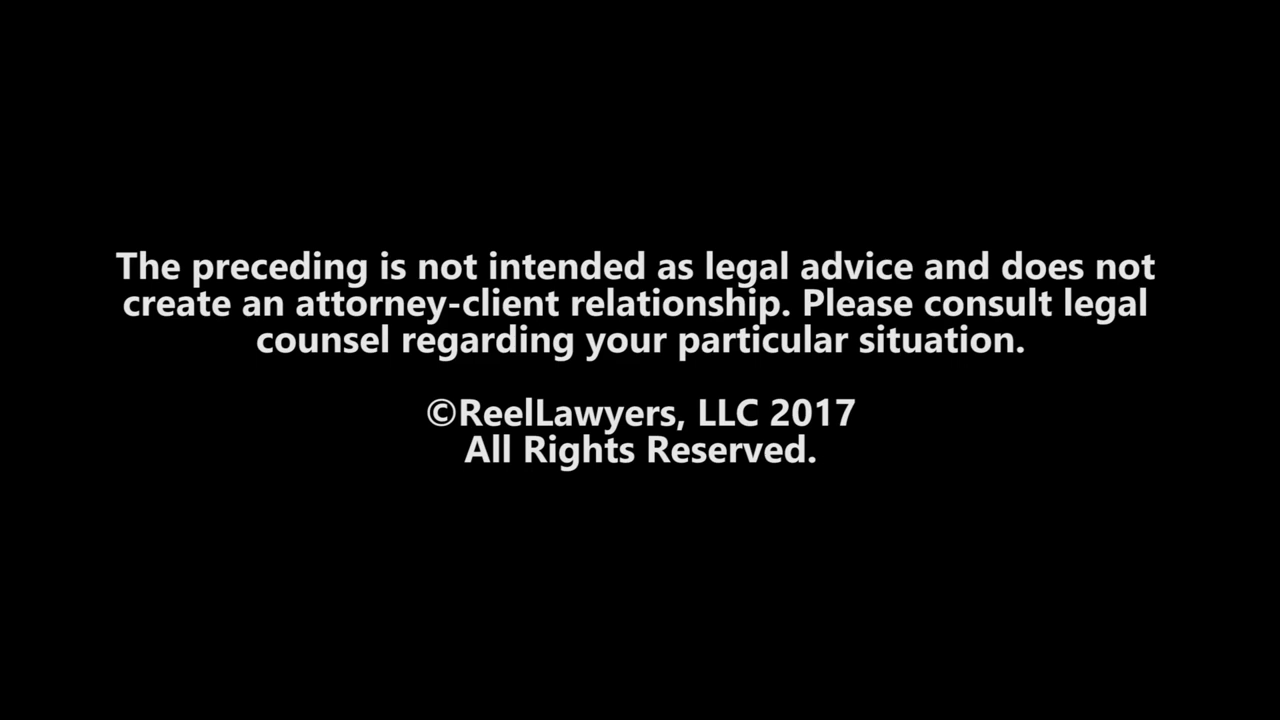 The preceding is not intended as legal advice and does not
create an attorney-client relationship. Please consult legal
counsel regarding your particular situation.
©ReelLawyers, LLC 2017
All Rights Reserved.